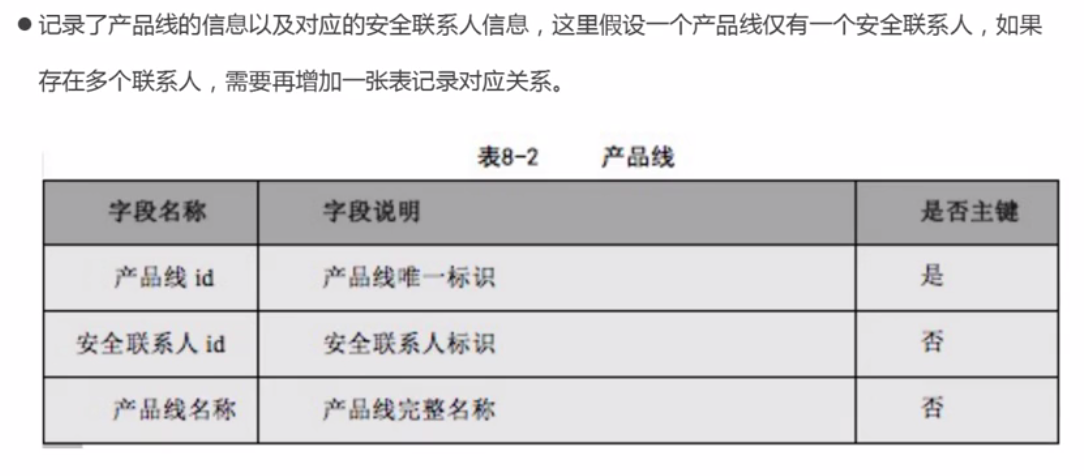 ●记录了产品线的信息以及对应的安全联系人信息，这里假设一个产品线仅有一个安全联系人，如果
存在多个联系人，需要再增加一张表记录对应关系。
表8-2 产品线
字段名称 字段说明 是否主键
产品线 id 产品线唯一标识 是
安全联系人 id 安全联系人标识 否
产品线名称 产品线完整名称 否